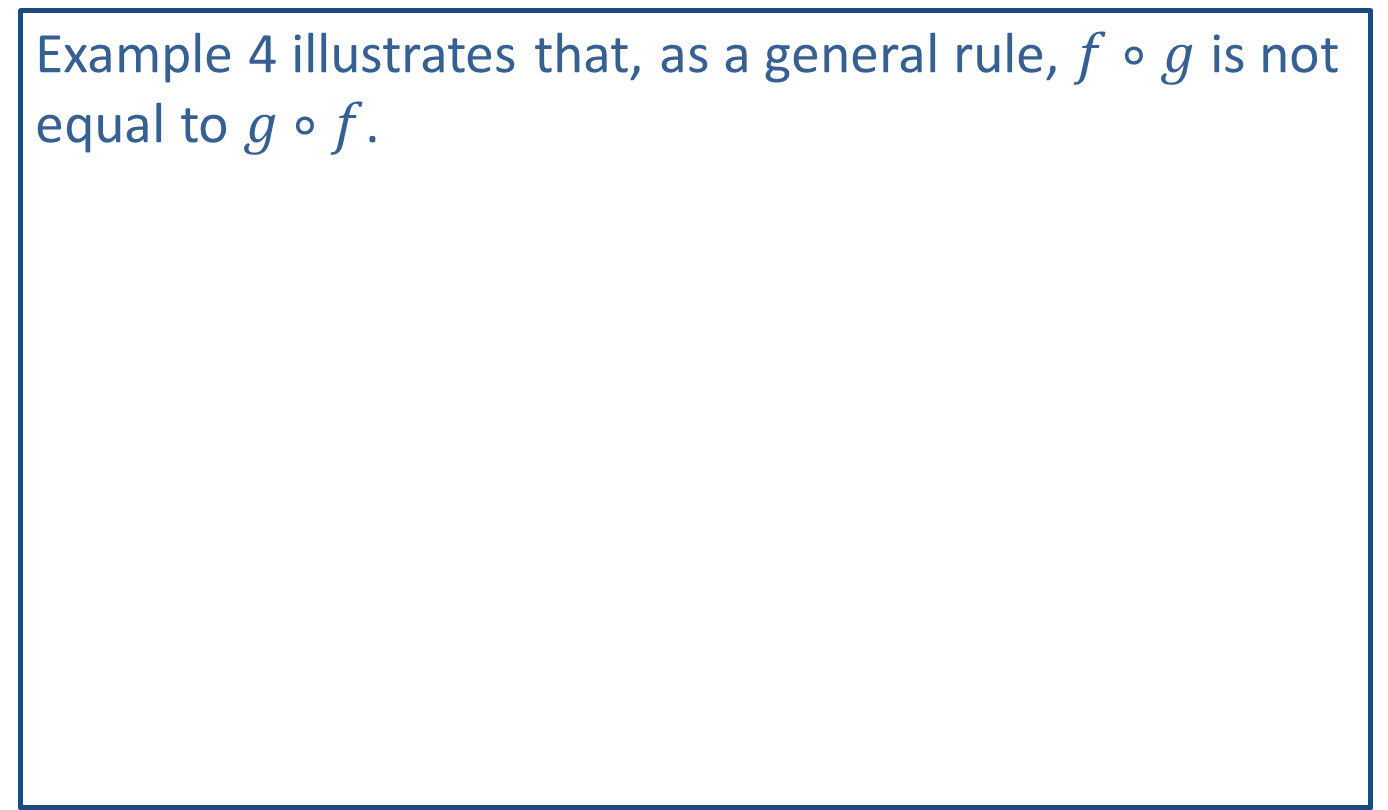 Example 4 illustrates that, as a general rule, 𝑓 ∘ 𝑔 is not
equal to 𝑔 ∘ 𝑓.